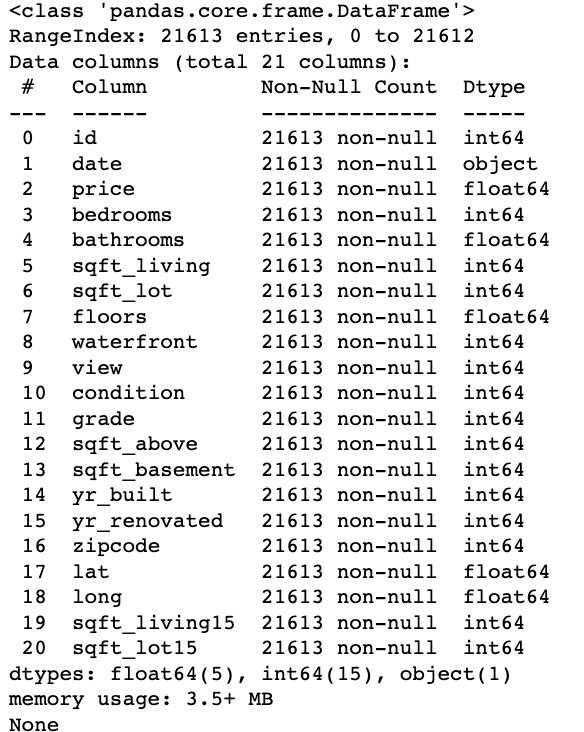 <class 'pandas.core.frame.DataFrame'>
RangeIndex: 21613 entries, 0 to 21612
Data columns (total 21 columns):
 #   Column         Non-Null Count  Dtype
---  ------         --------------  -----
 0   id             21613 non-null  int64
 1   date           21613 non-null  object
 2   price          21613 non-null  float64
 3   bedrooms       21613 non-null  int64
 4   bathrooms      21613 non-null  float64
 5   sqft_living    21613 non-null  int64
 6   sqft_lot       21613 non-null  int64
 7   floors         21613 non-null  float64
 8   waterfront     21613 non-null  int64
 9   view           21613 non-null  int64
 10  condition      21613 non-null  int64
 11  grade          21613 non-null  int64
 12  sqft_above     21613 non-null  int64
 13  sqft_basement  21613 non-null  int64
 14  yr_built       21613 non-null  int64
 15  yr_renovated   21613 non-null  int64
 16  zipcode        21613 non-null  int64
 17  lat            21613 non-null  float64
 18  long           21613 non-null  float64
 19  sqft_living15  21613 non-null  int64
 20  sqft_lot15     21613 non-null  int64
dtypes: float64(5), int64(15), object(1)
memory usage: 3.5+ MB
None